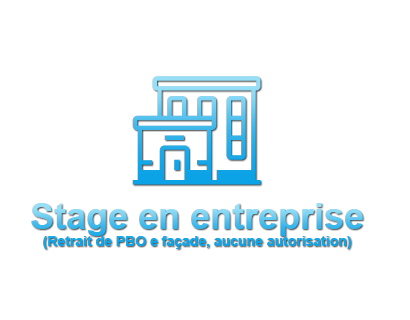 Stage en entreprise
(Retrait de PBO e façade, aucune autorisation)